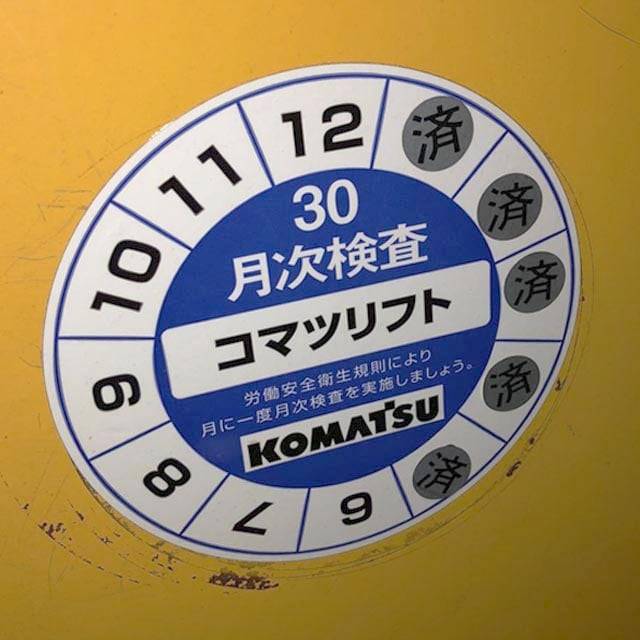 12
済
済
済
済
済
6
7
8
9
10
11
30
月次検査
コマツリフト
労働安全衛生規則により
月に一度月次検査を実施しましょう。
KOMATSU